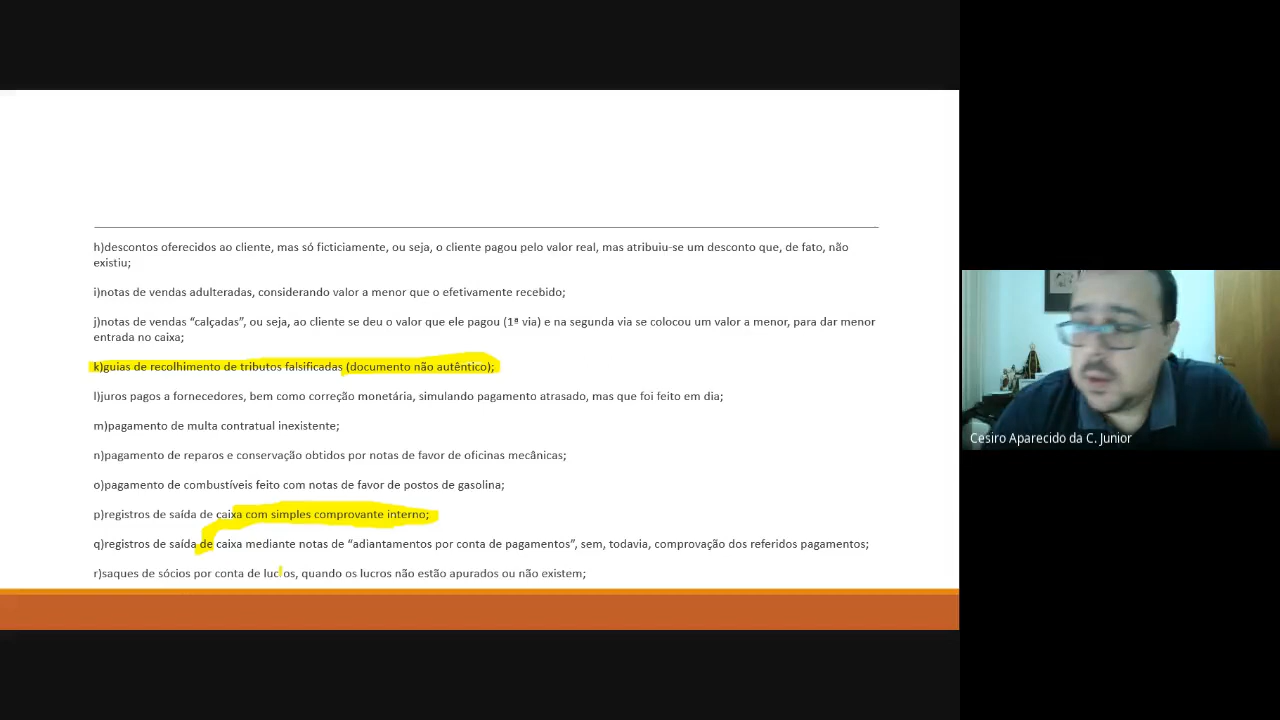 h)descontos oferecidos ao cliente, mas só ficticiamente, ou seja, o cliente pagou pelo valor real, mas atribuiu-se um desconto que, de fato, não
existiu;
i)notas de vendas adulteradas, considerando valor a menor que o efetivamente recebido;
j)notas de vendas “calçadas”, ou seja, ao cliente se deu o valor que ele pagou (1ª via) e na segunda via se colocou um valor a menor, para dar menor
entrada no caixa;
k)guias de recolhimento de tributos falsificadas (documento não autêntico);
l)juros pagos a fornecedores, bem como correção monetária, simulando pagamento atrasado, mas que foi feito em dia;
m)pagamento de multa contratual inexistente;
n)pagamento de reparos e conservação obtidos por notas de favor de oficinas mecânicas;
o)pagamento de combustíveis feito com notas de favor de postos de gasolina;
p)registros de saída de caixa com simples comprovante interno;
q)registros de saída de caixa mediante notas de “adiantamentos por conta de pagamentos”, sem, todavia, comprovação dos referidos pagamentos;
r)saques de sócios por conta de lucros, quando os lucros não estão apurados ou não existem;
Cesiro Aparecido da C. Junior